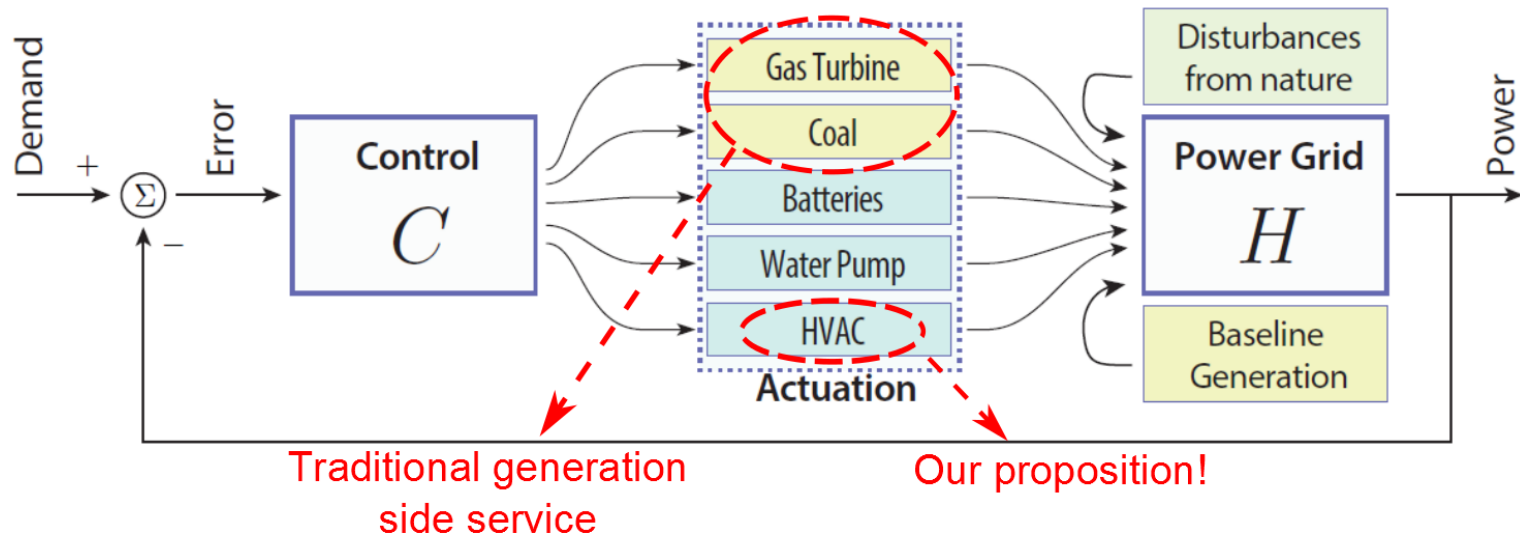 Demand
+
Σ
−
Error
Control
C
Gas Turbine
Coal
Batteries
Water Pump
HVAC
Actuation
Disturbances
from nature
Power Grid
H
Baseline
Generation
Power
Traditional generation
side service
Our proposition!